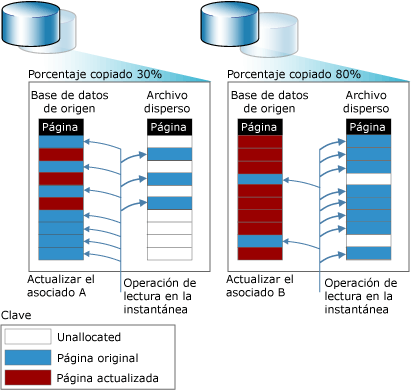 Porcentaje copiado 30%
Base de datos
de origen
Archivo
disperso
Página
Página
Actualizar el
asociado A
Operación de
lectura en la
instantánea
Porcentaje copiado 80%
Base de datos
de origen
Archivo
disperso
Página
Página
Actualizar el
asociado B
Operación de
lectura en la
instantánea
Clave
Unallocated
Página original
Página actualizada